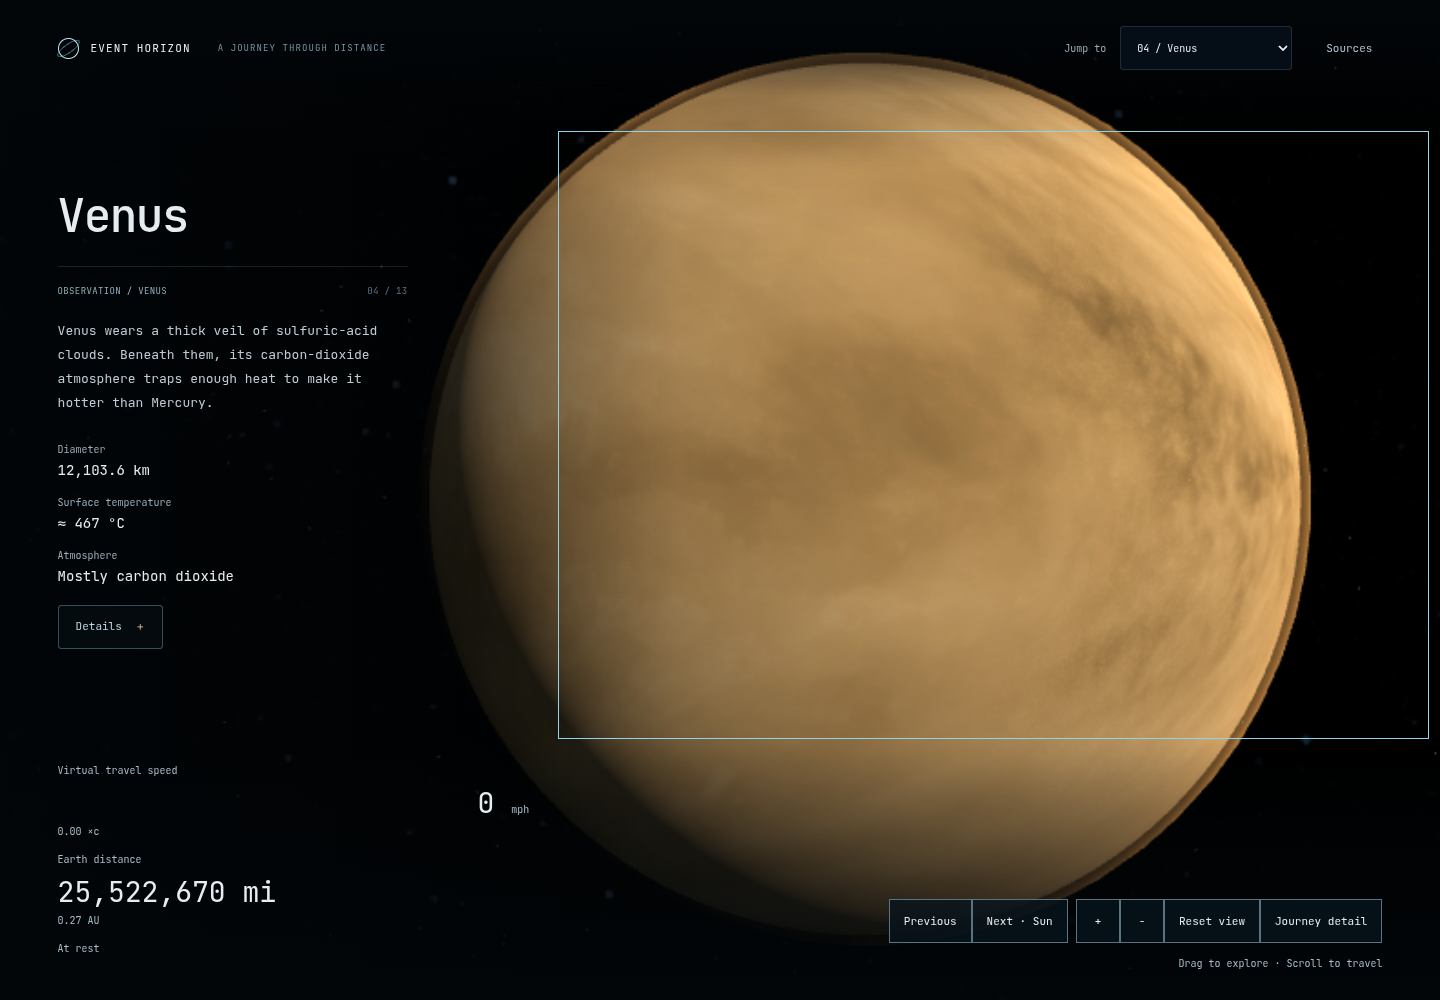 EVENT HORIZON
A JOURNEY THROUGH DISTANCE
Jump to
04 / Venus
Sources
Venus
OBSERVATION / VENUS
04 / 13
Venus wears a thick veil of sulfuric-acid
clouds. Beneath them, its carbon-dioxide
atmosphere traps enough heat to make it
hotter than Mercury.
Diameter
12,103.6 km
Surface temperature
≈ 467 °C
Atmosphere
Mostly carbon dioxide
Details +
Virtual travel speed
0 mph
0.00 ×c
Earth distance
25,522,670 mi
0.27 AU
At rest
Previous
Next · Sun
+
-
Reset view
Journey detail
Drag to explore · Scroll to travel